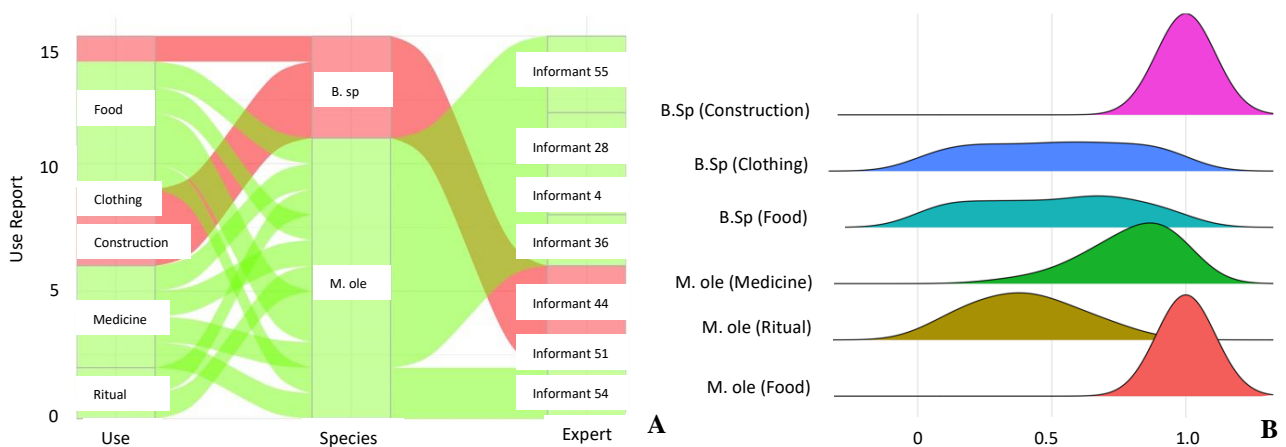 15
10
5
0
Use Report
Food
Clothing
Construction
Medicine
Ritual
B. sp
M. ole
Informant 55
Informant 28
Informant 4
Informant 36
Informant 44
Informant 51
Informant 54
Use
Species
Expert
A
B.Sp (Construction)
B.Sp (Clothing)
B.Sp (Food)
M. ole (Medicine)
M. ole (Ritual)
M. ole (Food)
0
0.5
1.0
B